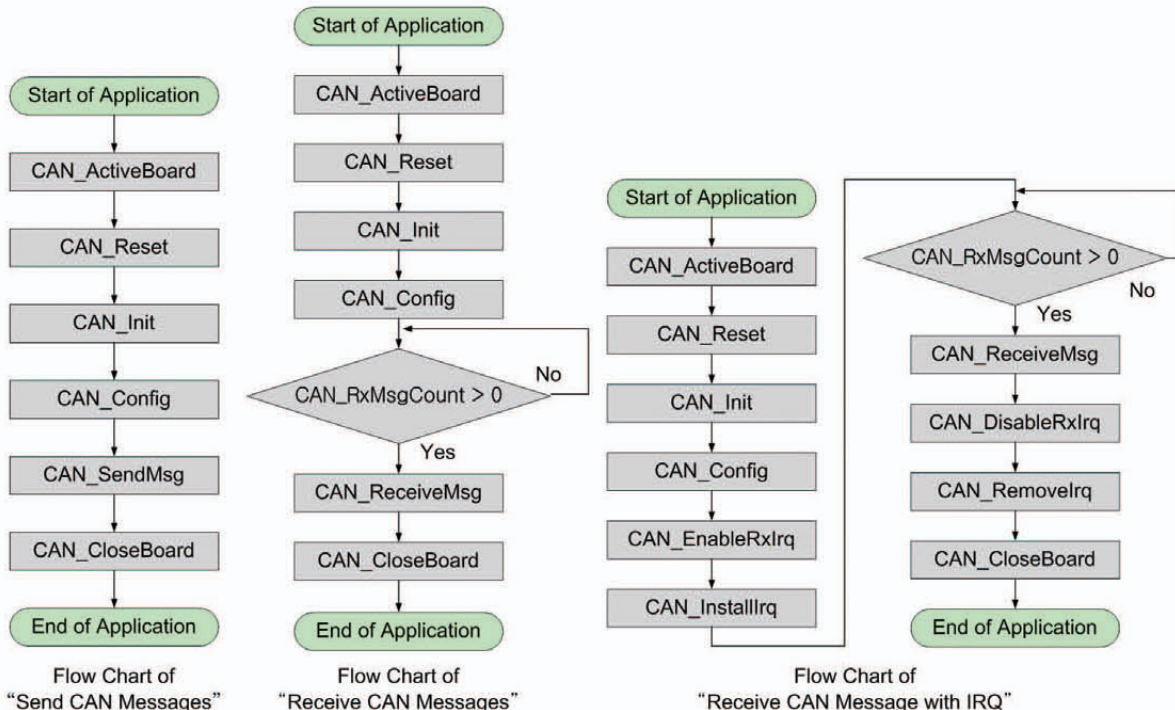 Start of Application
CAN_ActiveBoard
CAN_Reset
CAN_Init
CAN_Config
CAN_SendMsg
CAN_CloseBoard
End of Application
Flow Chart of
“Send CAN Messages”
Start of Application
CAN_ActiveBoard
CAN_Reset
CAN_Init
CAN_Config
CAN_RxMsgCount > 0
No
Yes
CAN_ReceiveMsg
CAN_CloseBoard
End of Application
Flow Chart of
“Receive CAN Messages”
Start of Application
CAN_ActiveBoard
CAN_Reset
CAN_Init
CAN_Config
CAN_EnableRxIrq
CAN_InstallIrq
CAN_RxMsgCount > 0
No
Yes
CAN_ReceiveMsg
CAN_DisableRxIrq
CAN_RemoveIrq
CAN_CloseBoard
End of Application
Flow Chart of
“Receive CAN Message with IRQ”